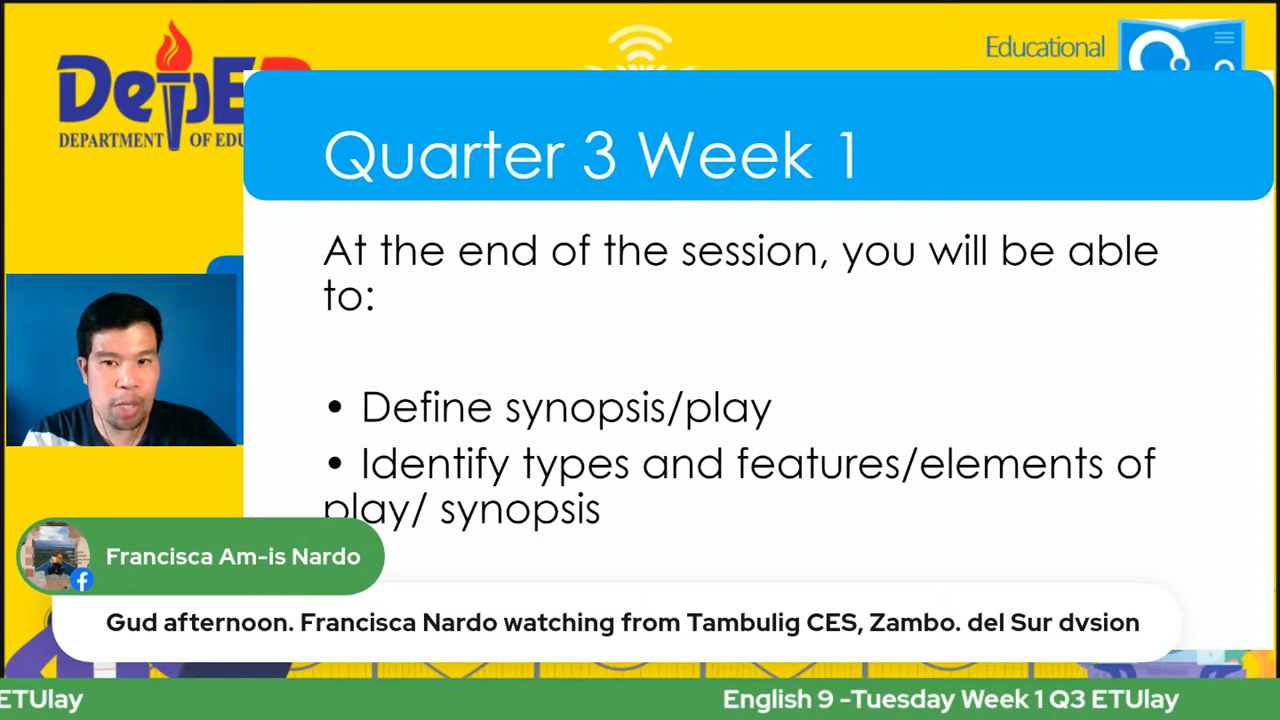 DepED
DEPARTMENT OF EDU
Educational
Quarter 3 Week 1
At the end of the session, you will be able
to:
• Define synopsis/play
• Identify types and features/elements of
play/ synopsis
Francisca Am-is Nardo
Gud afternoon. Francisca Nardo watching from Tambulig CES, Zambo. del Sur dvsion
ETUlay
English 9 -Tuesday Week 1 Q3 ETUlay